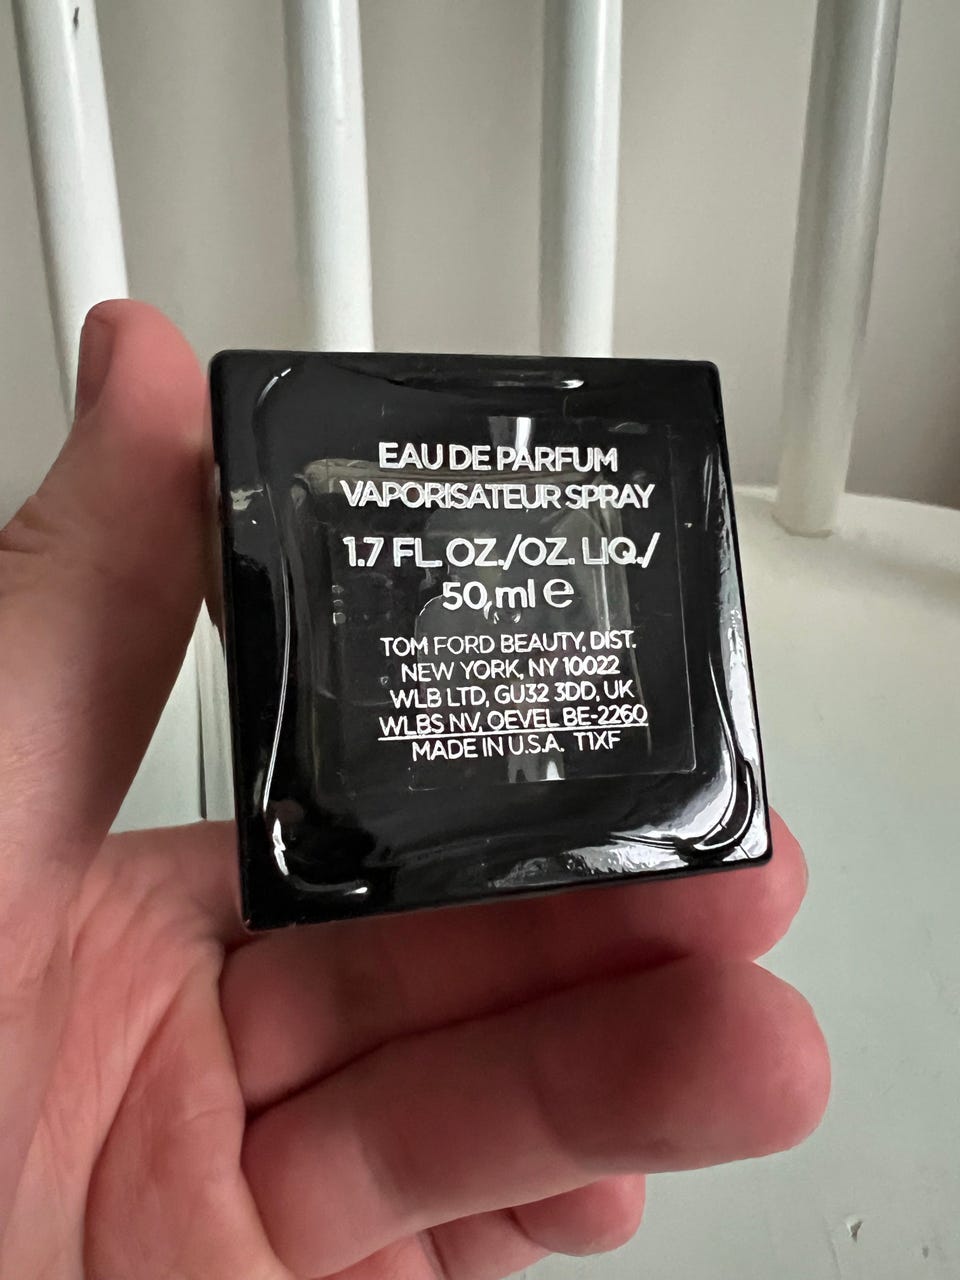 EAU DE PARFUM
VAPORISATEUR SPRAY
1.7 FL. OZ./OZ. LIQ./
50 ml e
TOM FORD BEAUTY, DIST.
NEW YORK, NY 10022
WLB LTD, GU32 3DD, UK
WLBS NV, OEVEL BE-2260
MADE IN U.S.A. T1XF